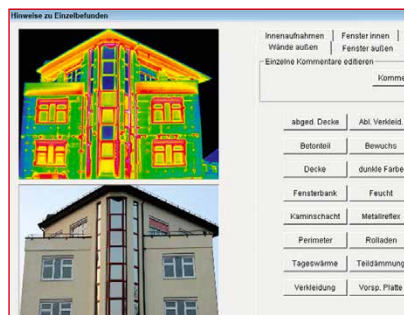 Hinweise zu Einzelbefunden
Innenaufnahmen Fenster innen
Wände außen Fenster außen
Einzelne Kommentare editieren
Komme
abged. Decke Abl. Verkleid.
Betonteil Bewuchs
Decke dunkle Farbe
Fensterbank Feucht
Kaminschacht Metallreflex
Perimeter Rolladen
Tageswärme Teildämmung
Verkleidung Vorsp. Platte